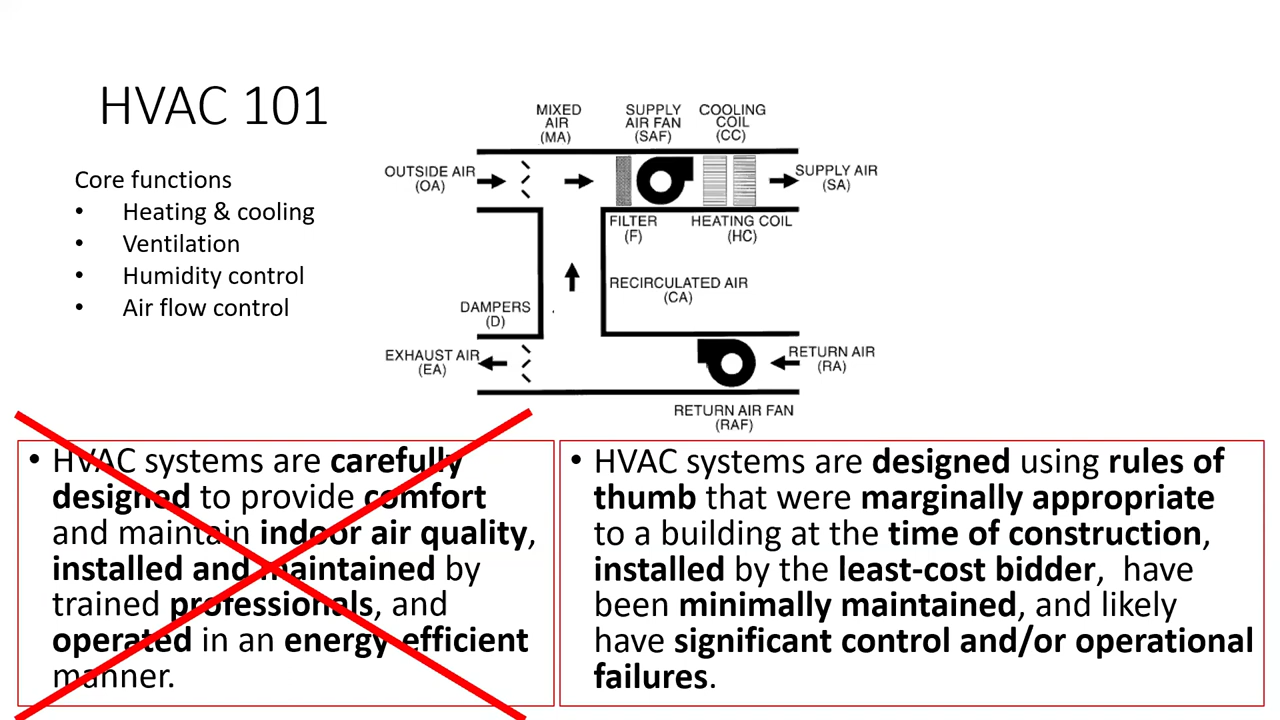 HVAC 101
Core functions
• Heating & cooling
• Ventilation
• Humidity control
• Air flow control
MIXED
AIR
(MA)
SUPPLY
AIR FAN
(SAF)
COOLING
COIL
(CC)
OUTSIDE AIR
(OA)
SUPPLY AIR
(SA)
FILTER
(F)
HEATING COIL
(HC)
RECIRCULATED AIR
(CA)
DAMPERS
(D)
EXHAUST AIR
(EA)
RETURN AIR
(RA)
RETURN AIR FAN
(RAF)
• HVAC systems are carefully
designed to provide comfort
and maintain indoor air quality,
installed and maintained by
trained professionals, and
operated in an energy efficient
manner.
• HVAC systems are designed using rules of
thumb that were marginally appropriate
to a building at the time of construction,
installed by the least-cost bidder, have
been minimally maintained, and likely
have significant control and/or operational
failures.